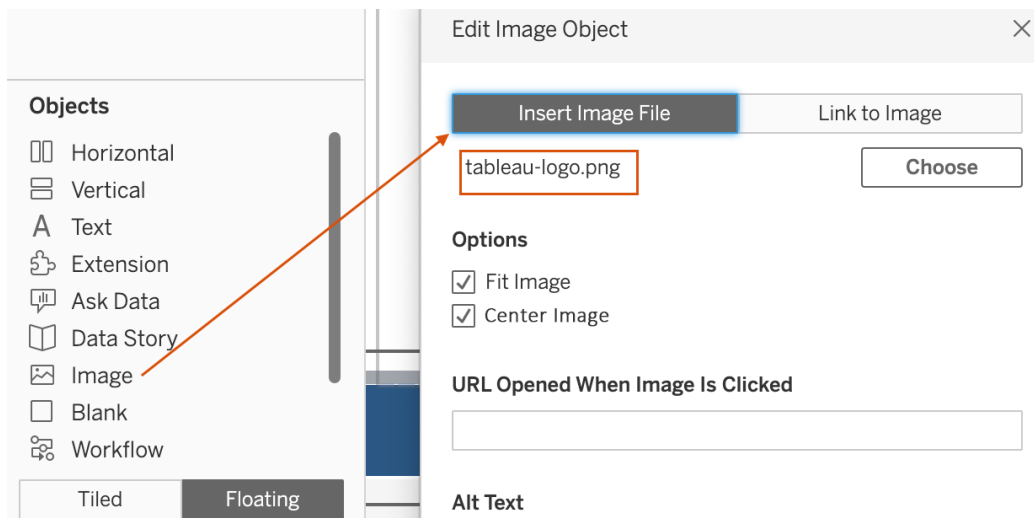 Objects
Horizontal
Vertical
Text
Extension
Ask Data
Data Story
Image
Blank
Workflow
Tiled
Floating
Edit Image Object
Insert Image File
Link to Image
tableau-logo.png
Choose
Options
Fit Image
Center Image
URL Opened When Image Is Clicked
Alt Text